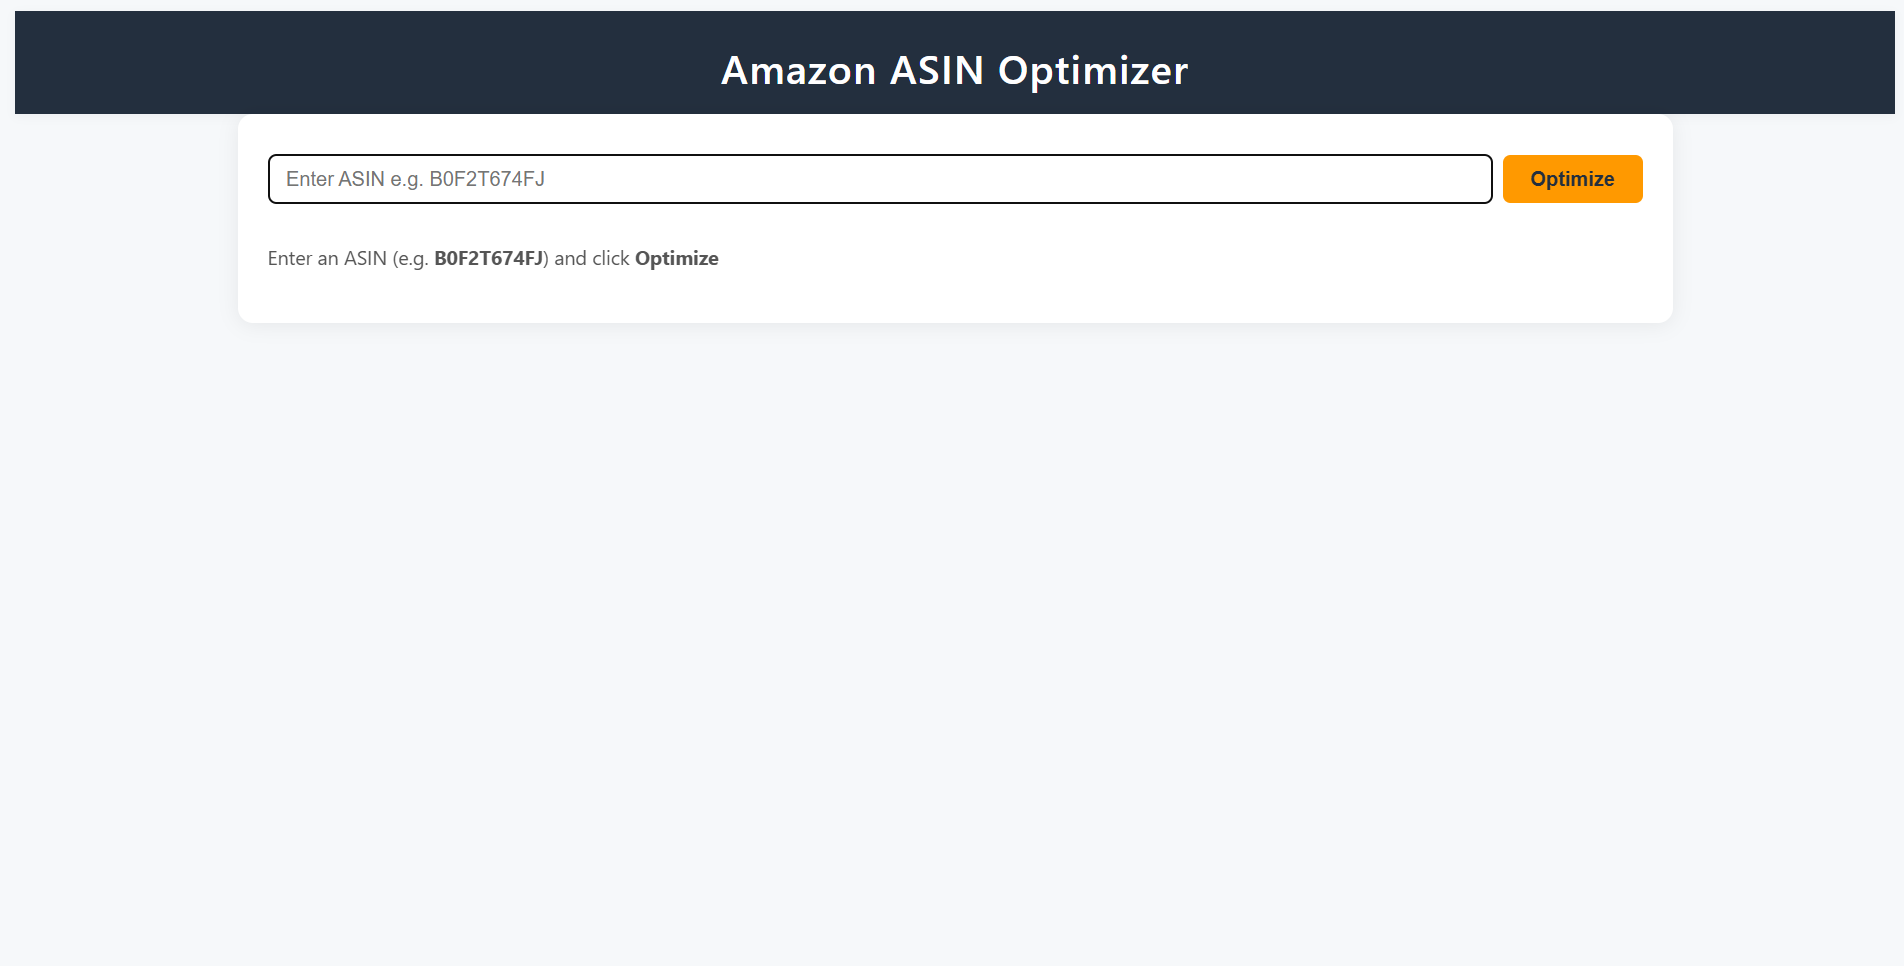 Amazon ASIN Optimizer
Enter ASIN e.g. B0F2T674FJ
Optimize
Enter an ASIN (e.g. B0F2T674FJ) and click Optimize